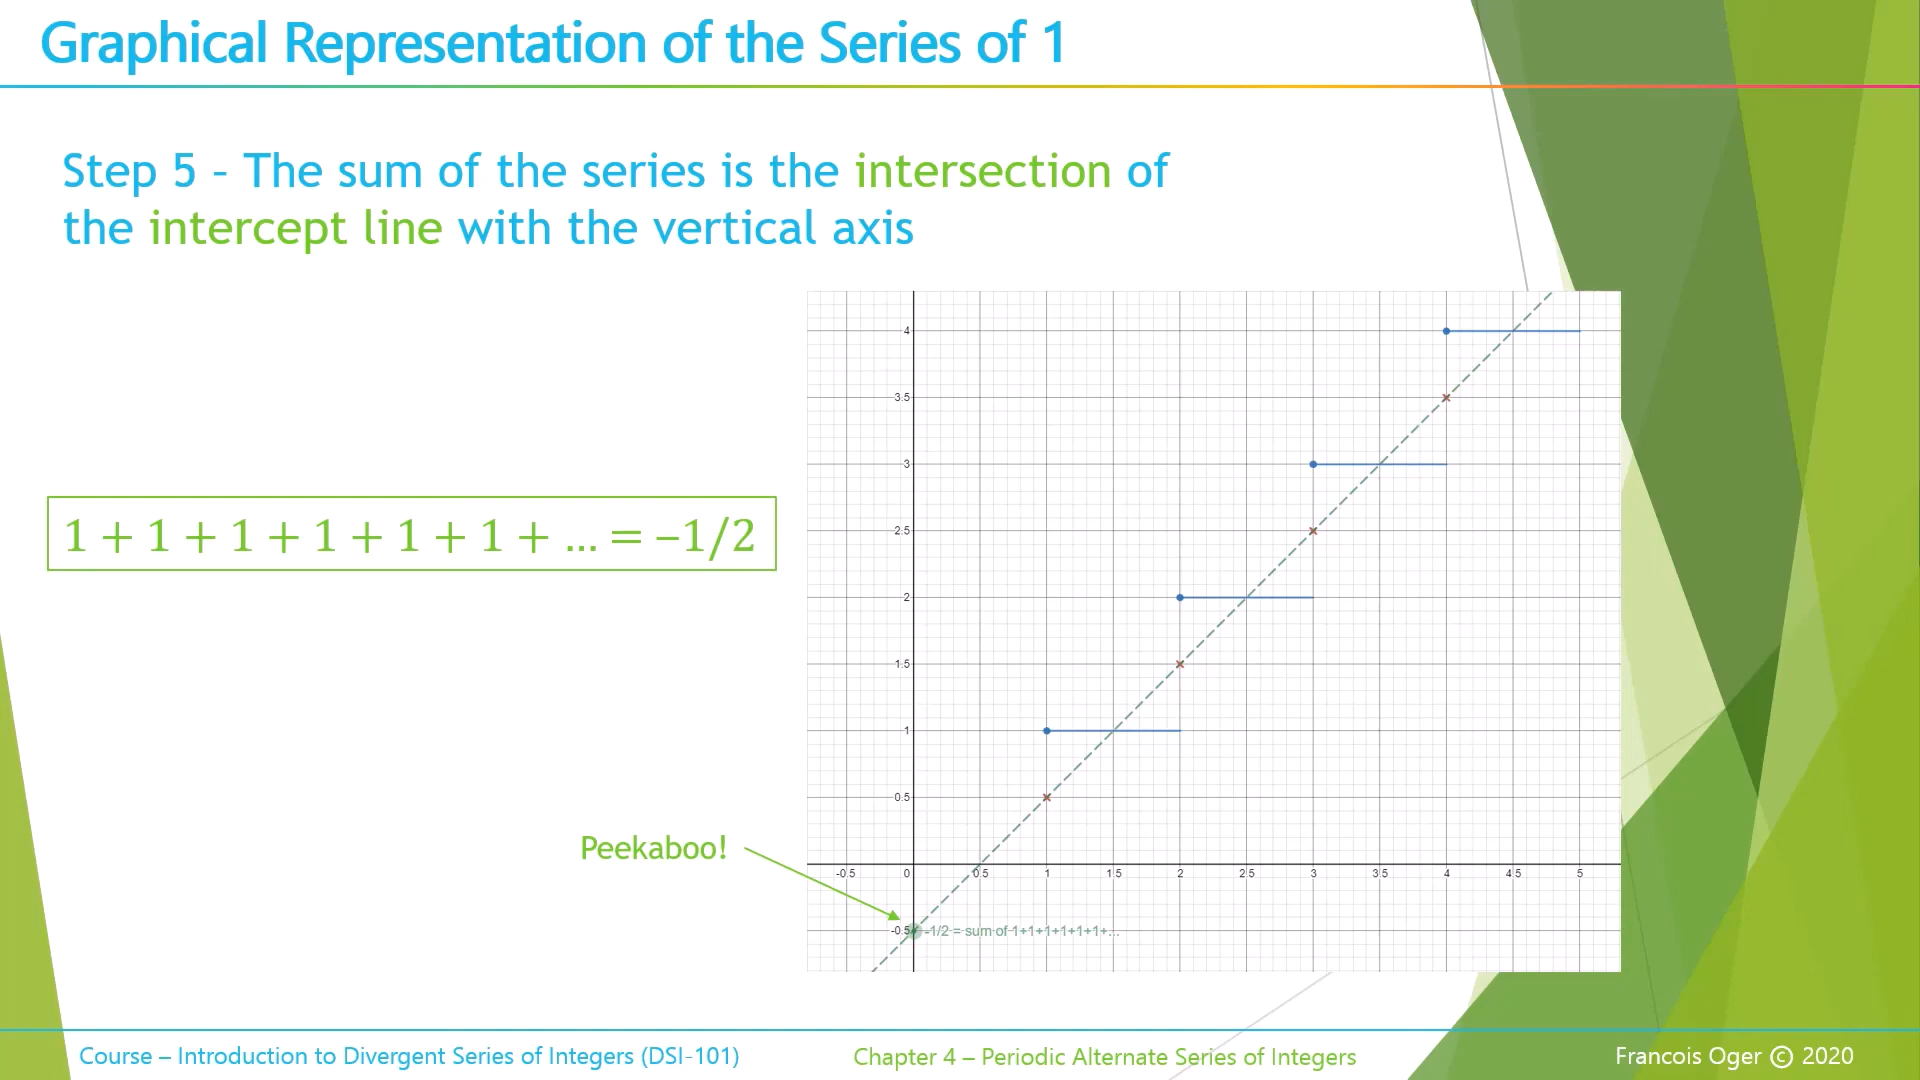 Graphical Representation of the Series of 1
Step 5 – The sum of the series is the intersection of
the intercept line with the vertical axis
4
3.5
3
2.5
1 + 1 + 1 + 1 + 1 + 1 + ... = –1/2
2
1.5
1
0.5
Peekaboo!
-0.5 0 0.5 1 1.5 2 2.5 3 3.5 4 4.5 5
-0.5 -1/2 = sum of 1+1+1+1+1+1+...
Course – Introduction to Divergent Series of Integers (DSI-101)
Chapter 4 – Periodic Alternate Series of Integers
Francois Oger © 2020